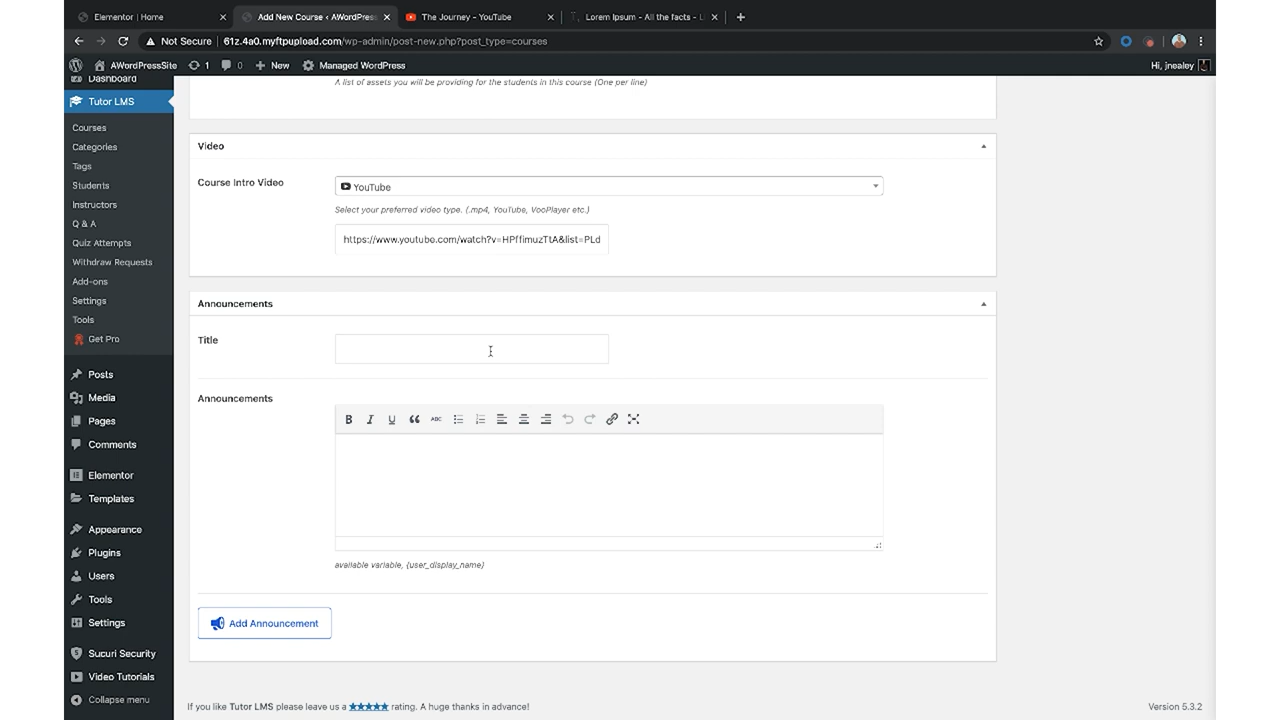 Elementor | Home
Add New Course ‹ AWordPress
The Journey - YouTube
Lorem Ipsum - All the facts - L
Not Secure | 61z.4a0.myftpupload.com/wp-admin/post-new.php?post_type=courses
AWordPressSite 1 0 New Managed WordPress Hi, jnealey
Dashboard
Tutor LMS
Courses
Categories
Tags
Students
Instructors
Q & A
Quiz Attempts
Withdraw Requests
Add-ons
Settings
Tools
Get Pro
Posts
Media
Pages
Comments
Elementor
Templates
Appearance
Plugins
Users
Tools
Settings
Sucuri Security
Video Tutorials
Collapse menu
A list of assets you will be providing for the students in this course (One per line)
Video
Course Intro Video
YouTube
Select your preferred video type. (.mp4, YouTube, VooPlayer etc.)
https://www.youtube.com/watch?v=HPffimuzTtA&list=PLd
Announcements
Title
Announcements
B I U ABC
available variable, {user_display_name}
Add Announcement
If you like Tutor LMS please leave us a ★★★★★ rating. A huge thanks in advance!
Version 5.3.2